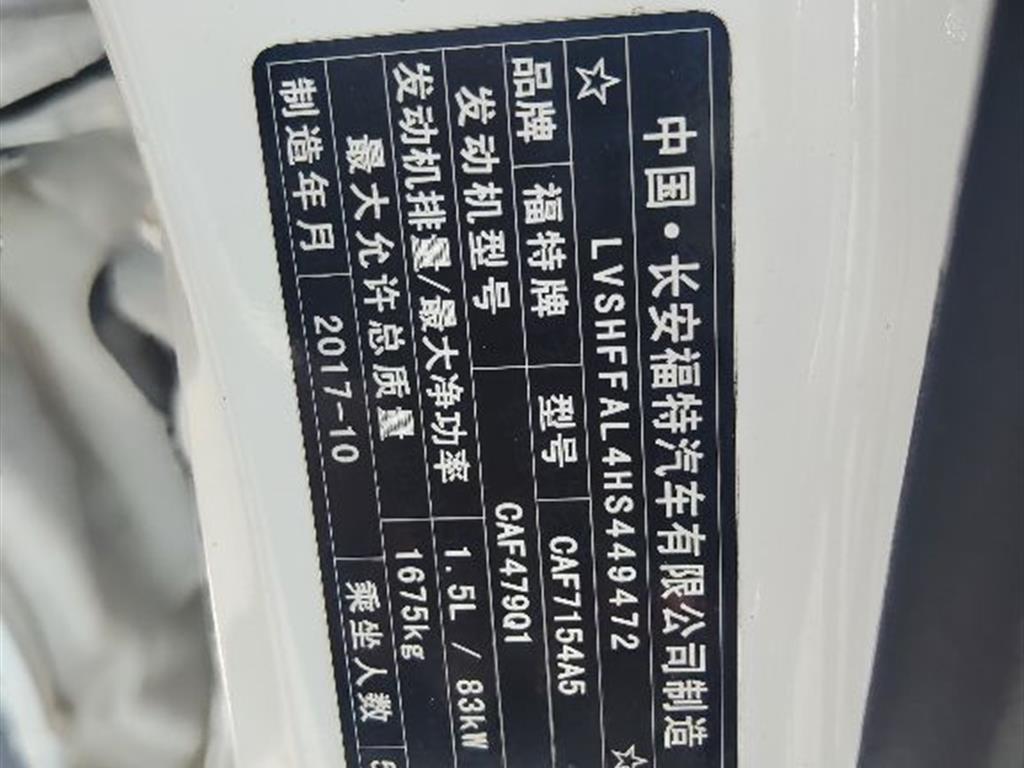 中国·长安福特汽车有限公司制造
☆ LVSHFFAL4HS449472 ☆
品牌 福特牌 型号 CAF7154A5
发动机型号 CAF479Q1
发动机排量/最大净功率 1.5L / 83kW
最大允许总质量 1675kg
制造年月 2017-10 乘坐人数